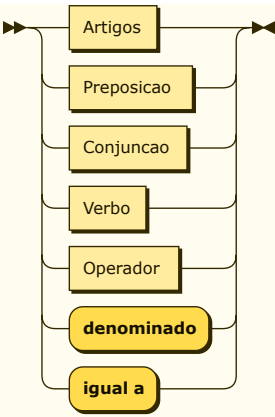 Artigos
Preposicao
Conjuncao
Verbo
Operador
denominado
igual a